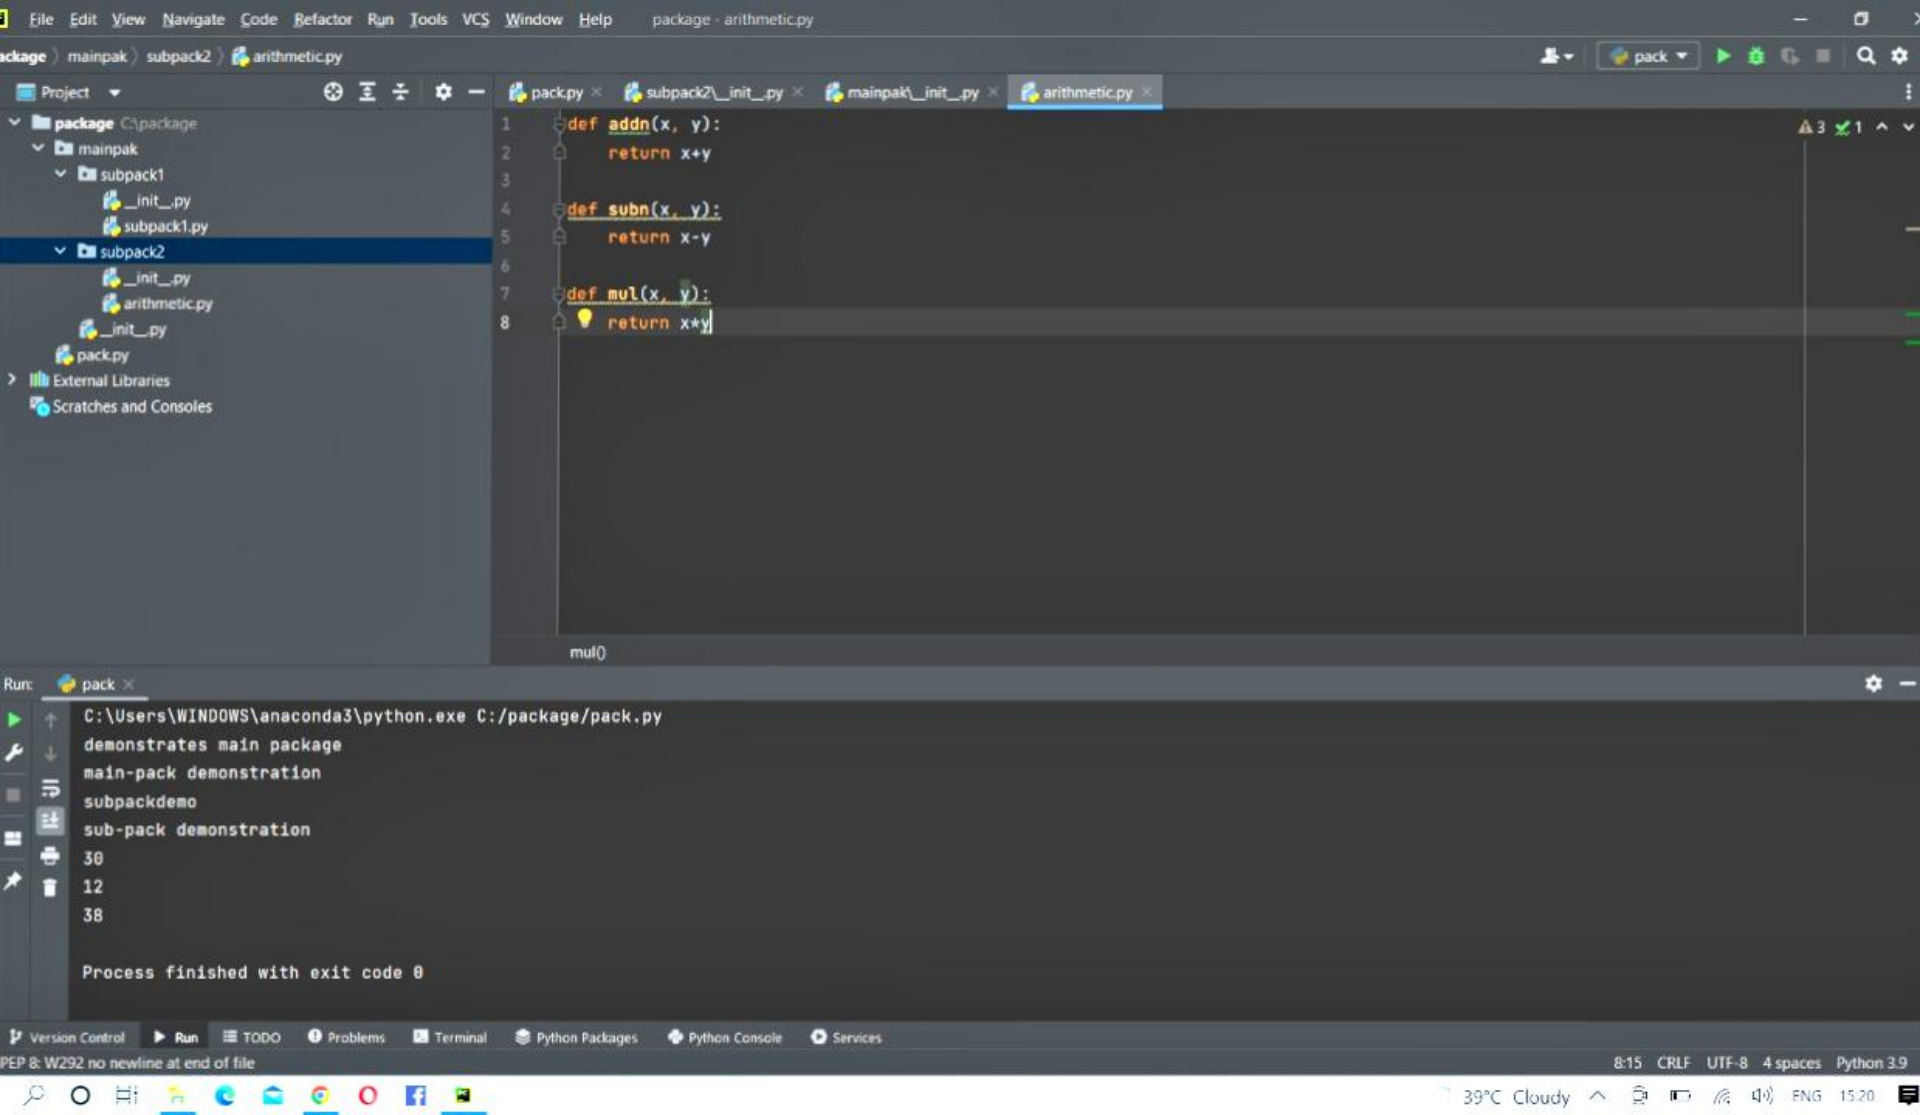 File Edit View Navigate Code Refactor Run Tools VCS Window Help package - arithmetic.py
ackage mainpak subpack2 arithmetic.py
pack
Project
pack.py subpack2\__init__.py mainpak\__init__.py arithmetic.py
package C:\package
mainpak
subpack1
__init__.py
subpack1.py
subpack2
__init__.py
arithmetic.py
__init__.py
pack.py
External Libraries
Scratches and Consoles
1 def addn(x, y):
2 return x+y
3
4 def subn(x, y):
5 return x-y
6
7 def mul(x, y):
8 return x*y
3 1
mul()
Run: pack
C:\Users\WINDOWS\anaconda3\python.exe C:/package/pack.py
demonstrates main package
main-pack demonstration
subpackdemo
sub-pack demonstration
30
12
38
Process finished with exit code 0
Version Control Run TODO Problems Terminal Python Packages Python Console Services
PEP 8: W292 no newline at end of file 8:15 CRLF UTF-8 4 spaces Python 3.9
39°C Cloudy ENG 15:20